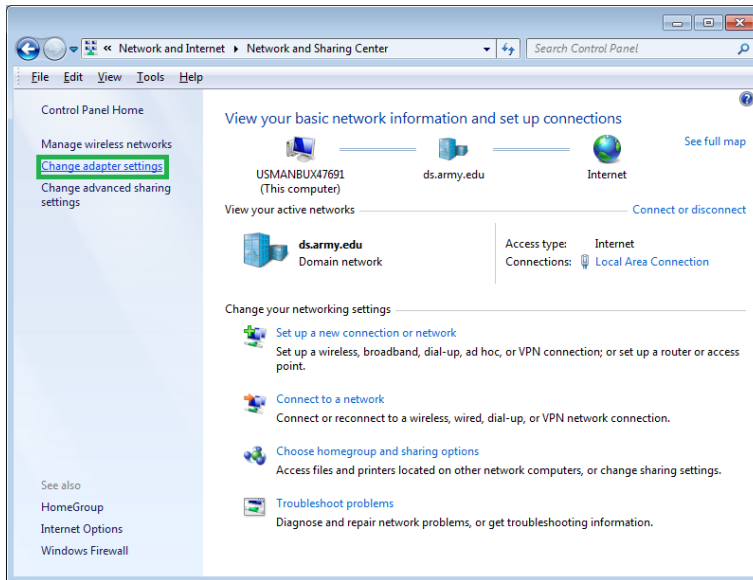 « Network and Internet ▸ Network and Sharing Center
Search Control Panel
File Edit View Tools Help
Control Panel Home
Manage wireless networks
Change adapter settings
Change advanced sharing
settings
View your basic network information and set up connections
See full map
USMANBUX47691
(This computer)
ds.army.edu
Internet
View your active networks
Connect or disconnect
ds.army.edu
Domain network
Access type: Internet
Connections: Local Area Connection
Change your networking settings
Set up a new connection or network
Set up a wireless, broadband, dial-up, ad hoc, or VPN connection; or set up a router or access
point.
Connect to a network
Connect or reconnect to a wireless, wired, dial-up, or VPN network connection.
Choose homegroup and sharing options
Access files and printers located on other network computers, or change sharing settings.
Troubleshoot problems
Diagnose and repair network problems, or get troubleshooting information.
See also
HomeGroup
Internet Options
Windows Firewall